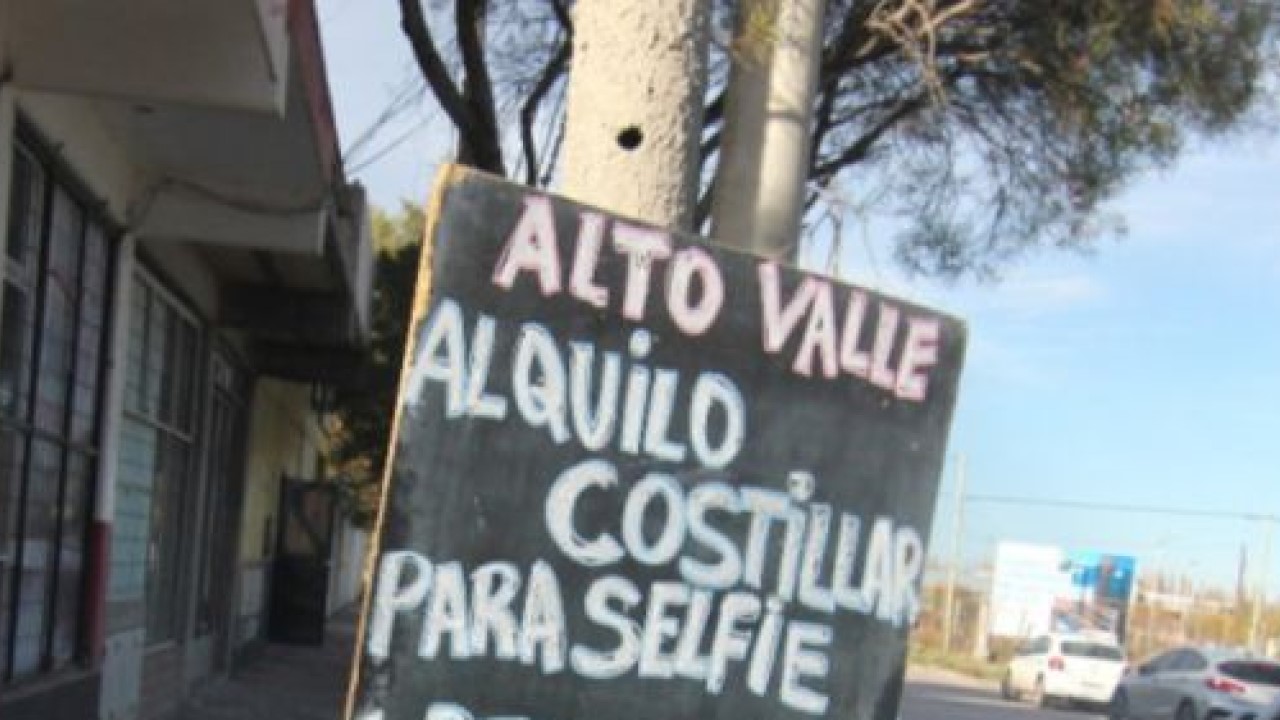 ALTO VALLE
ALQUiLO
COSTiLLAR
PARA SELFiE